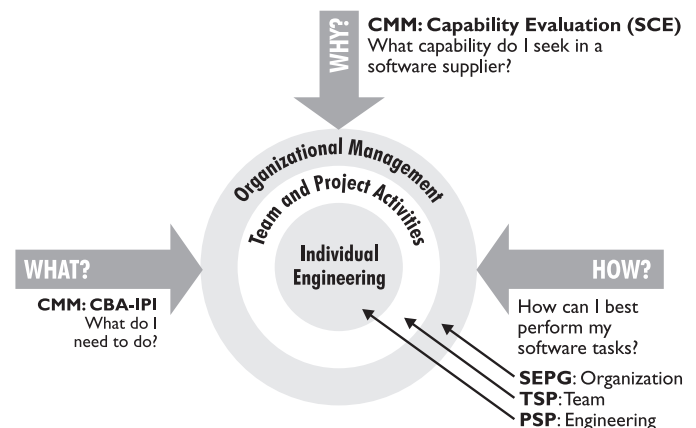 WHY?
CMM: Capability Evaluation (SCE)
What capability do I seek in a
software supplier?
Organizational Management
Team and Project Activities
Individual
Engineering
WHAT?
CMM: CBA-IPI
What do I
need to do?
HOW?
How can I best
perform my
software tasks?
SEPG: Organization
TSP: Team
PSP: Engineering